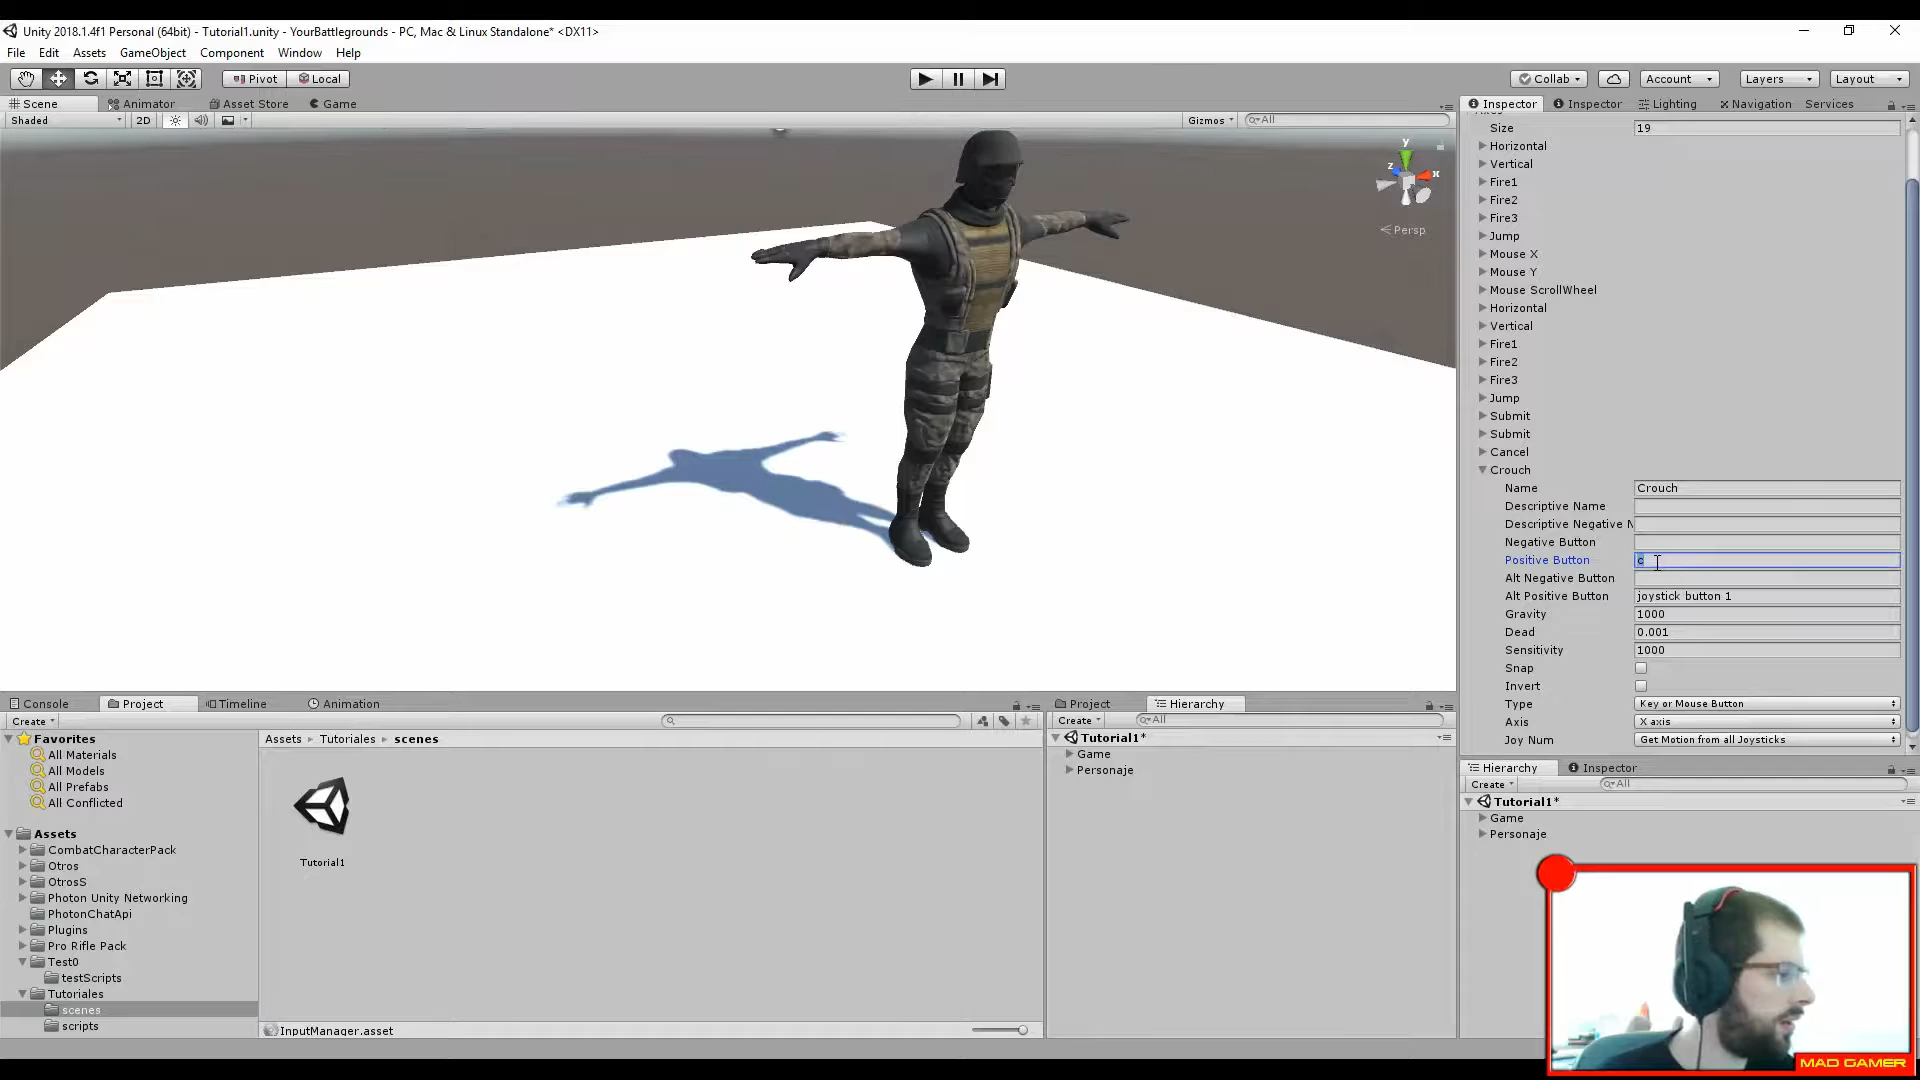 Unity 2018.1.4f1 Personal (64bit) - Tutorial1.unity - YourBattlegrounds - PC, Mac & Linux Standalone* <DX11>
File Edit Assets GameObject Component Window Help
Pivot Local Collab Account Layers Layout
Scene Animator Asset Store Game
Shaded 2D Gizmos All
y
z x
Persp
Inspector Inspector Lighting Navigation Services
Size 19
Horizontal
Vertical
Fire1
Fire2
Fire3
Jump
Mouse X
Mouse Y
Mouse ScrollWheel
Horizontal
Vertical
Fire1
Fire2
Fire3
Jump
Submit
Submit
Cancel
Crouch
Name Crouch
Descriptive Name
Descriptive Negative N
Negative Button
Positive Button c
Alt Negative Button
Alt Positive Button joystick button 1
Gravity 1000
Dead 0.001
Sensitivity 1000
Snap
Invert
Type Key or Mouse Button
Axis X axis
Joy Num Get Motion from all Joysticks
Console Project Timeline Animation
Create
Favorites
All Materials
All Models
All Prefabs
All Conflicted
Assets
CombatCharacterPack
Otros
OtrosS
Photon Unity Networking
PhotonChatApi
Plugins
Pro Rifle Pack
Test0
testScripts
Tutoriales
scenes
scripts
Assets Tutoriales scenes
Tutorial1
InputManager.asset
Project Hierarchy
Create All
Tutorial1*
Game
Personaje
Hierarchy Inspector
Create All
Tutorial1*
Game
Personaje
MAD GAMER